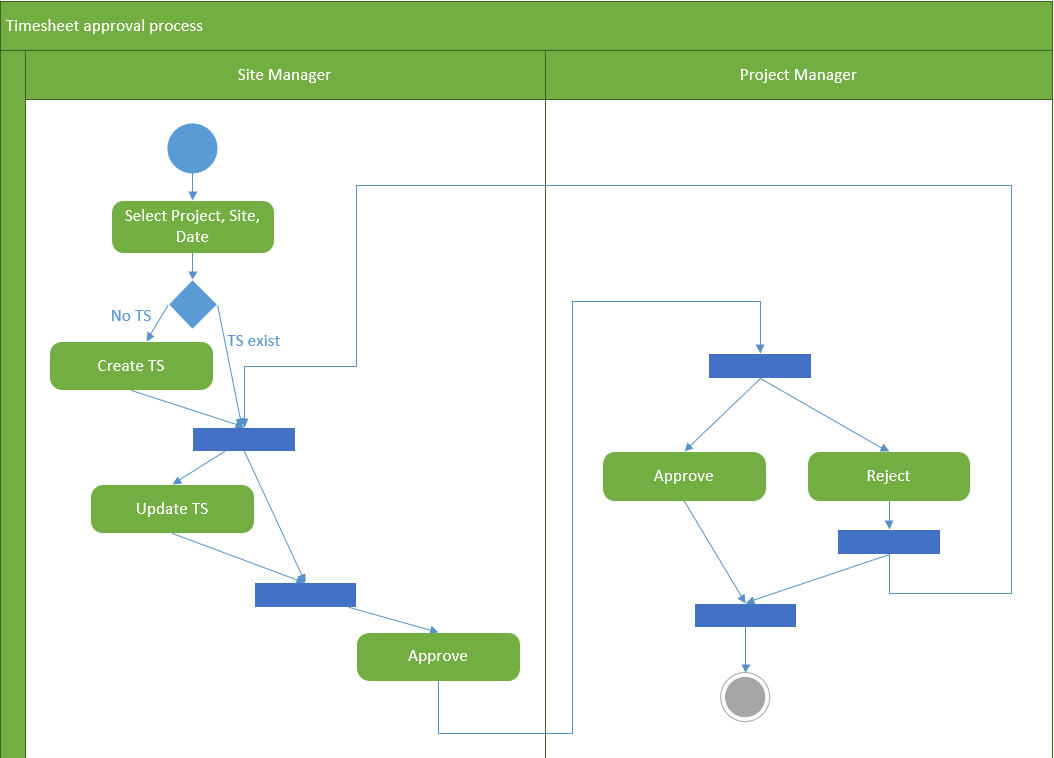 Timesheet approval process
Site Manager
Project Manager
Select Project, Site,
Date
No TS
TS exist
Create TS
Update TS
Approve
Approve
Reject